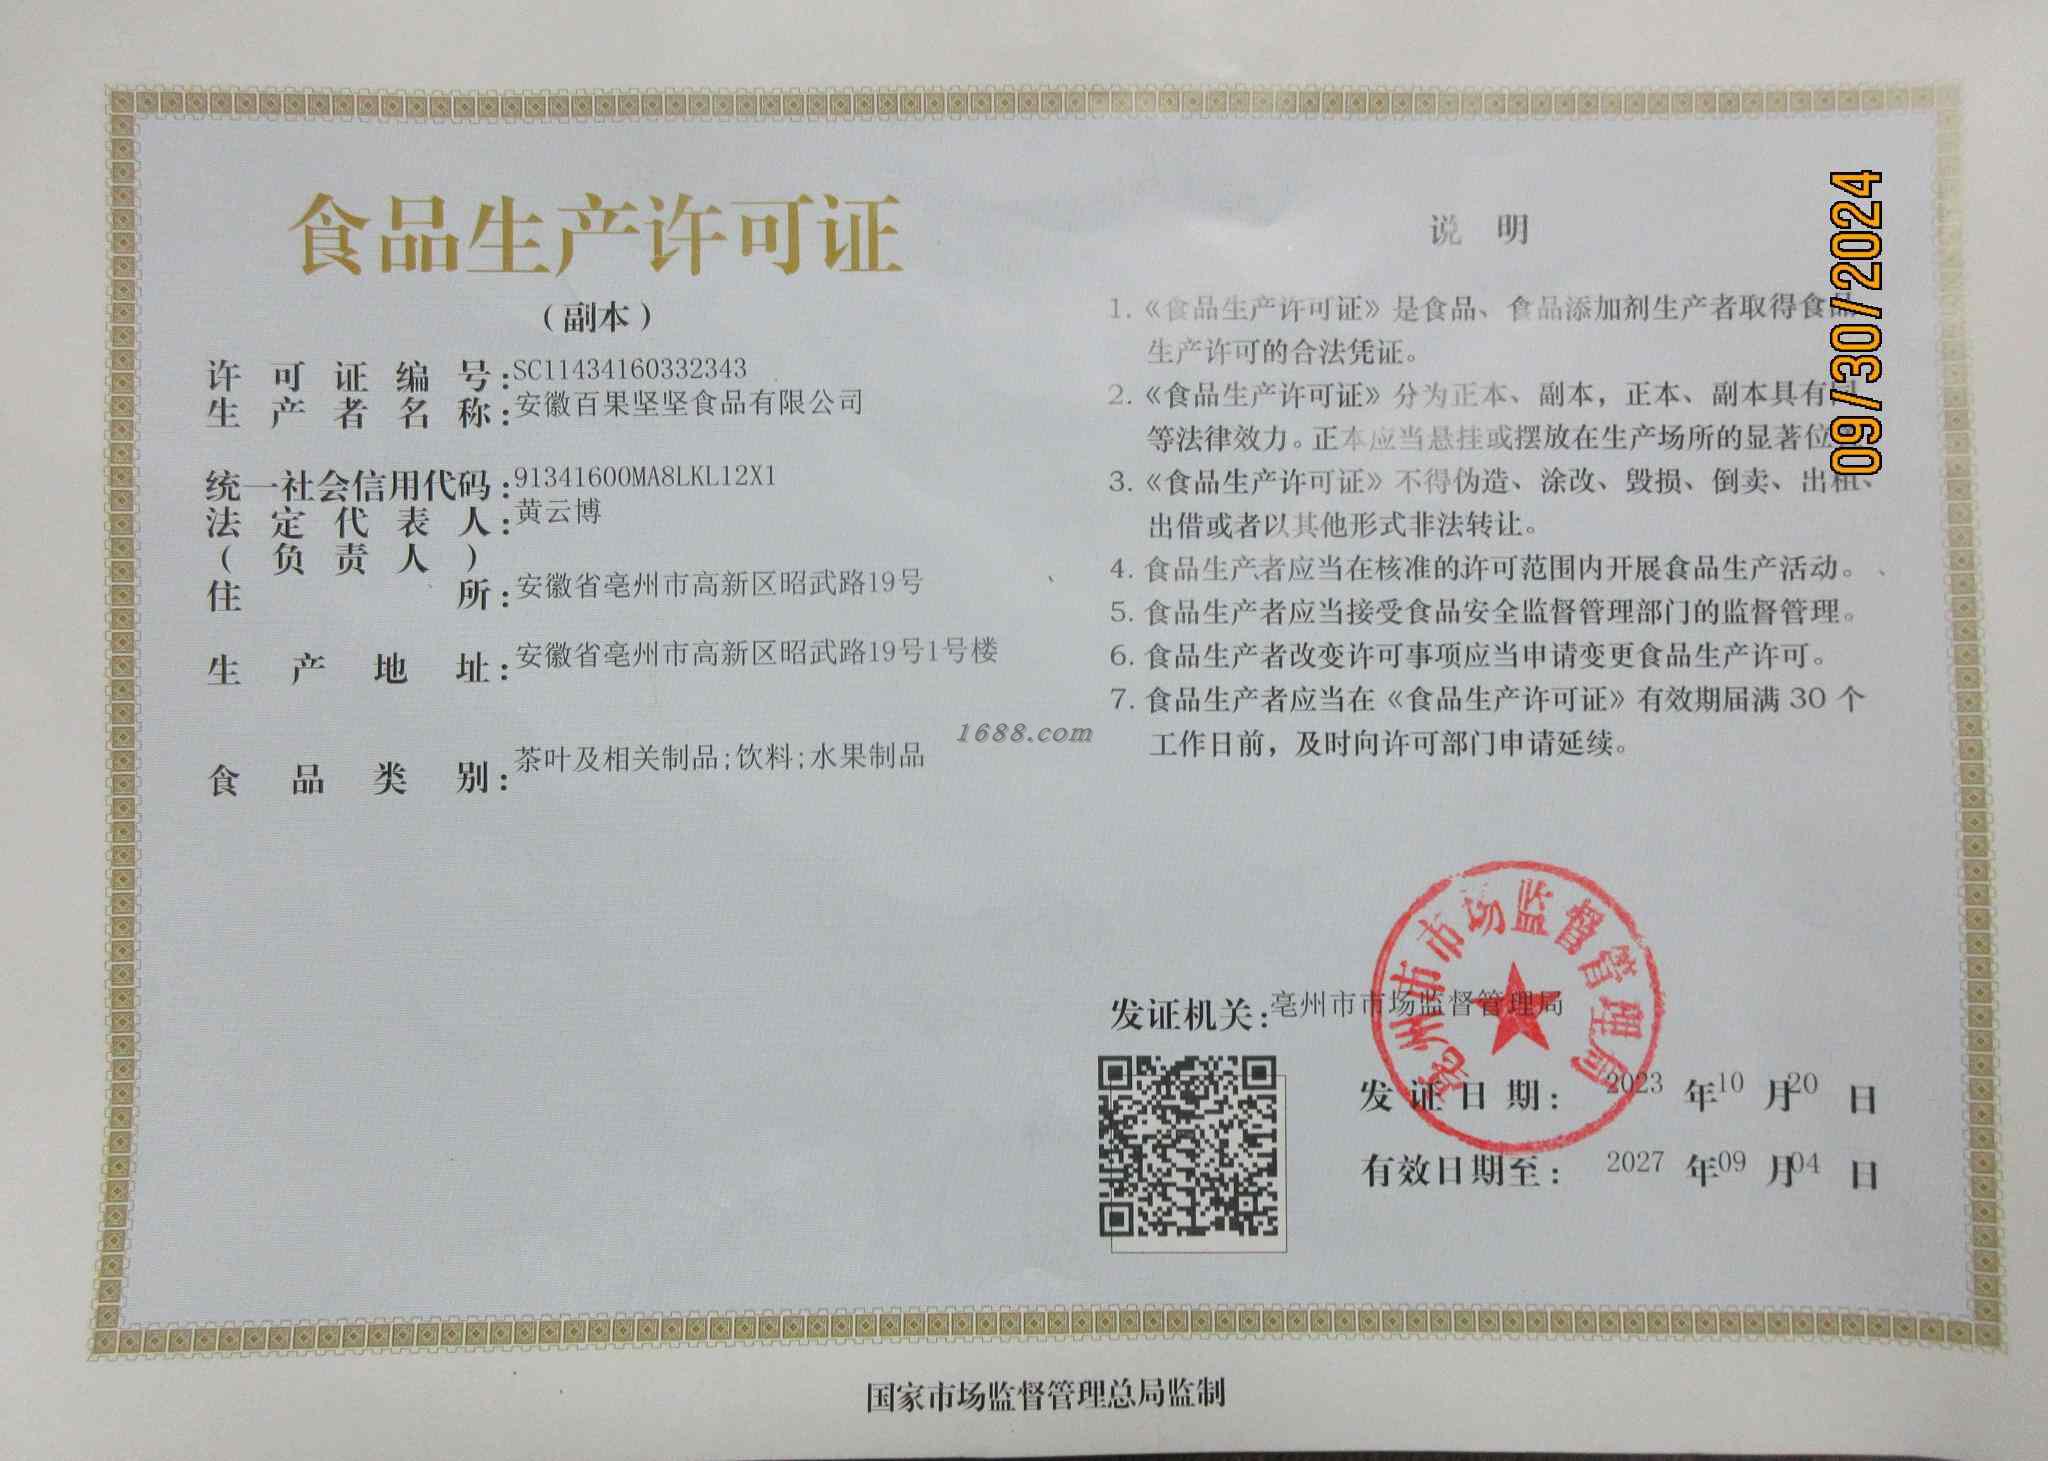 食品生产许可证
（副本）
许可证编号：SC11434160332343
生产者名称：安徽百果坚坚食品有限公司
统一社会信用代码：91341600MA8LKL12X1
法定代表人：黄云博
（负责人）
住所：安徽省亳州市高新区昭武路19号
生产地址：安徽省亳州市高新区昭武路19号1号楼
食品类别：茶叶及相关制品;饮料;水果制品
1688.com
说 明
1.《食品生产许可证》是食品、食品添加剂生产者取得食品
生产许可的合法凭证。
2.《食品生产许可证》分为正本、副本，正本、副本具有同
等法律效力。正本应当悬挂或摆放在生产场所的显著位
3.《食品生产许可证》不得伪造、涂改、毁损、倒卖、出租、
出借或者以其他形式非法转让。
4. 食品生产者应当在核准的许可范围内开展食品生产活动。
5. 食品生产者应当接受食品安全监督管理部门的监督管理。
6. 食品生产者改变许可事项应当申请变更食品生产许可。
7. 食品生产者应当在《食品生产许可证》有效期届满 30 个
工作日前，及时向许可部门申请延续。
09/30/2024
发证机关：亳州市市场监督管理局
亳州市市场监督管理局
发证日期：2023 年10 月20 日
有效日期至：2027 年09 月04 日
国家市场监督管理总局监制